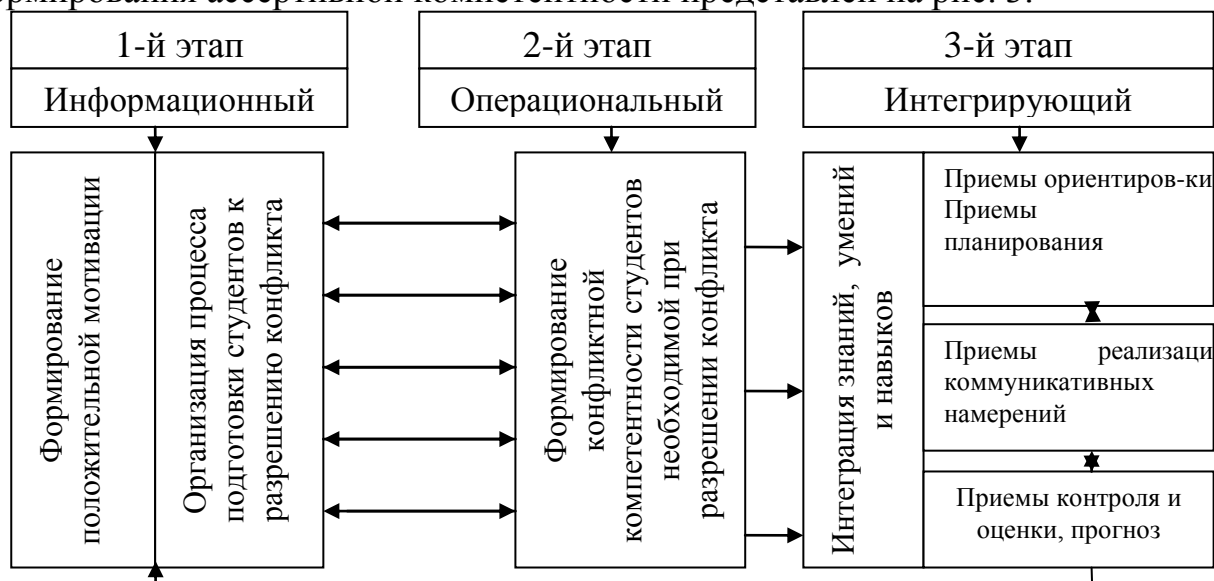 рмирования ассертивной компетентности представлен на рис. 3.
1-й этап
Информационный
2-й этап
Операциональный
3-й этап
Интегрирующий
Формирование
положительной мотивации
Организация процесса
подготовки студентов к
разрешению конфликта
Формирование
конфликтной
компетентности студентов
необходимой при
разрешении конфликта
Интеграция знаний, умений
и навыков
Приемы ориентиров-ки
Приемы
планирования
Приемы реализаци
коммуникативных
намерений
Приемы контроля и
оценки, прогноз